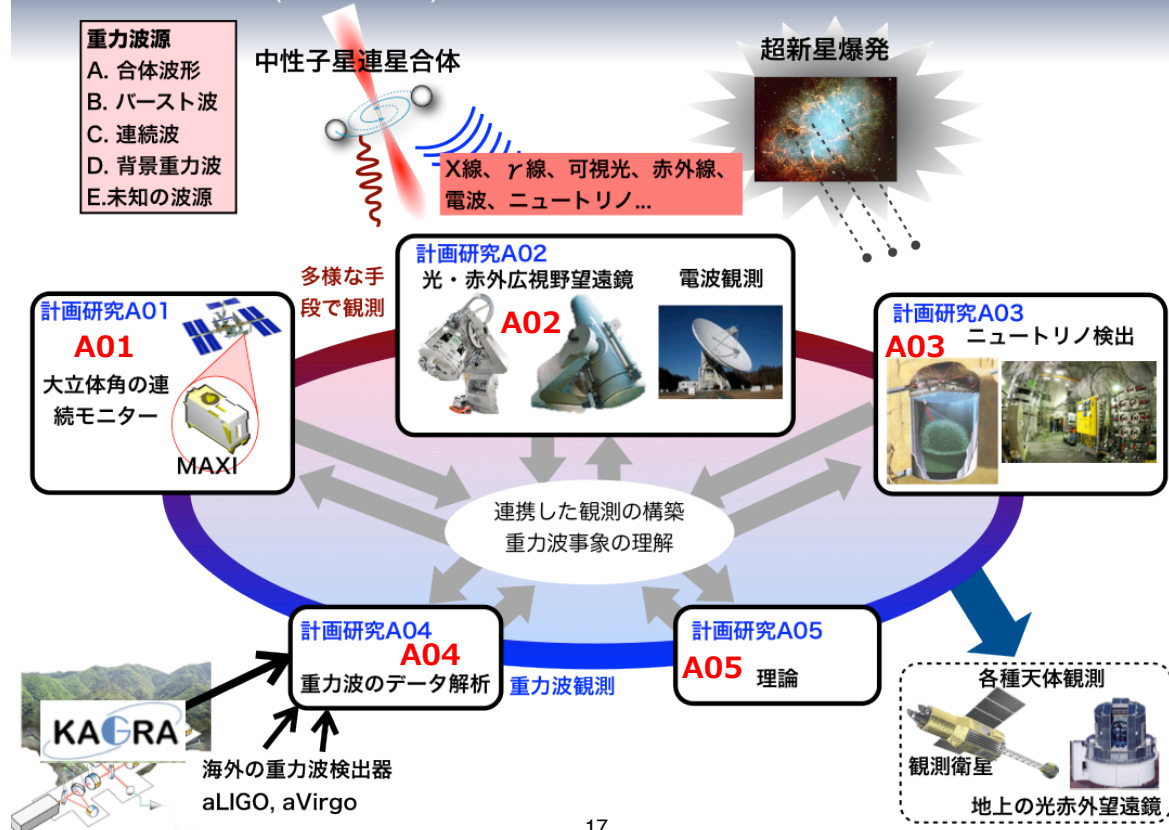 重力波源
A. 合体波形
B. バースト波
C. 連続波
D. 背景重力波
E.未知の波源
中性子星連星合体
超新星爆発
X線、γ線、可視光、赤外線、
電波、ニュートリノ...
多様な手
段で観測
計画研究A02
光・赤外広視野望遠鏡
電波観測
A02
計画研究A01
A01
大立体角の連
続モニター
MAXI
計画研究A03
A03
ニュートリノ検出
連携した観測の構築
重力波事象の理解
計画研究A04
A04
重力波のデータ解析
重力波観測
計画研究A05
A05
理論
KAGRA
海外の重力波検出器
aLIGO, aVirgo
各種天体観測
観測衛星
地上の光赤外望遠鏡
17